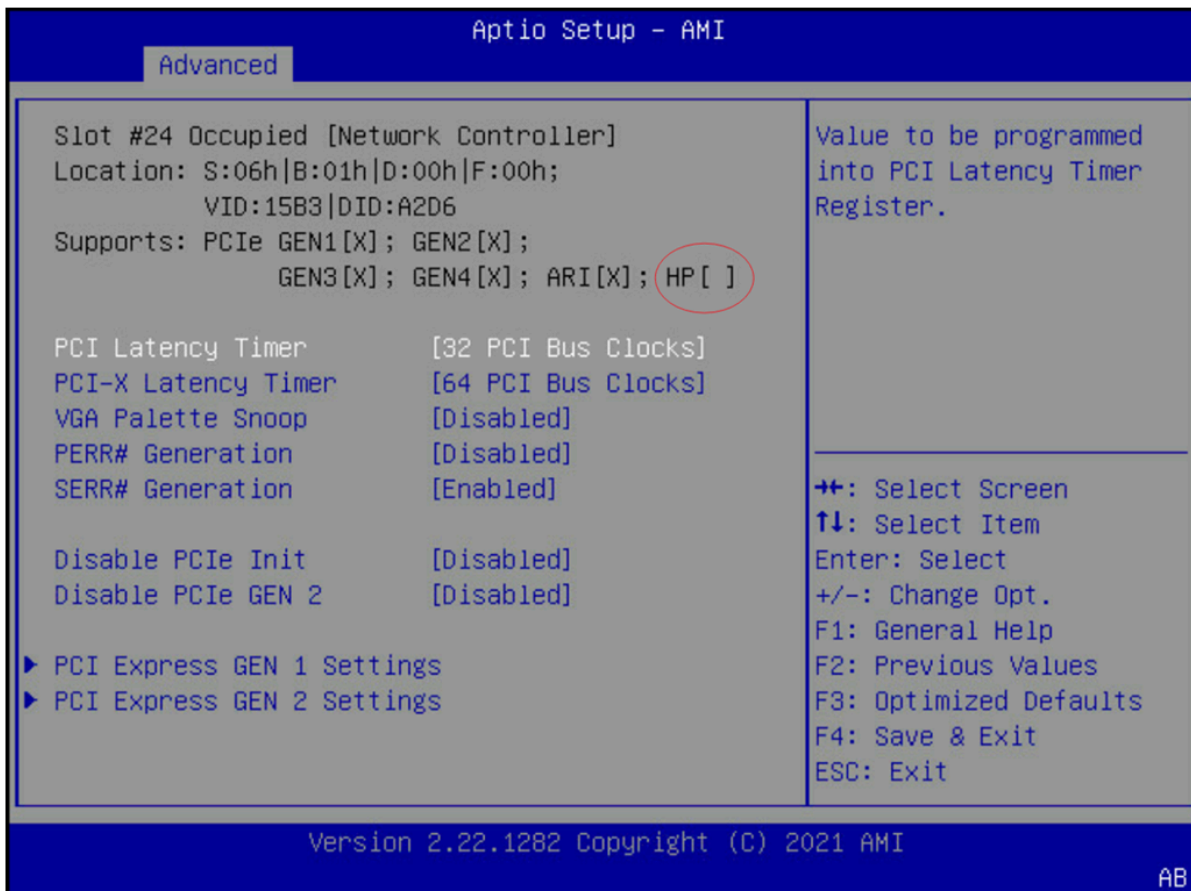 Aptio Setup – AMI
Advanced
Slot #24 Occupied [Network Controller]
Location: S:06h|B:01h|D:00h|F:00h;
VID:15B3|DID:A2D6
Supports: PCIe GEN1[X]; GEN2[X];
GEN3[X]; GEN4[X]; ARI[X]; HP[ ]
PCI Latency Timer [32 PCI Bus Clocks]
PCI-X Latency Timer [64 PCI Bus Clocks]
VGA Palette Snoop [Disabled]
PERR# Generation [Disabled]
SERR# Generation [Enabled]
Disable PCIe Init [Disabled]
Disable PCIe GEN 2 [Disabled]
PCI Express GEN 1 Settings
PCI Express GEN 2 Settings
Value to be programmed
into PCI Latency Timer
Register.
→←: Select Screen
↑↓: Select Item
Enter: Select
+/-: Change Opt.
F1: General Help
F2: Previous Values
F3: Optimized Defaults
F4: Save & Exit
ESC: Exit
Version 2.22.1282 Copyright (C) 2021 AMI
AB